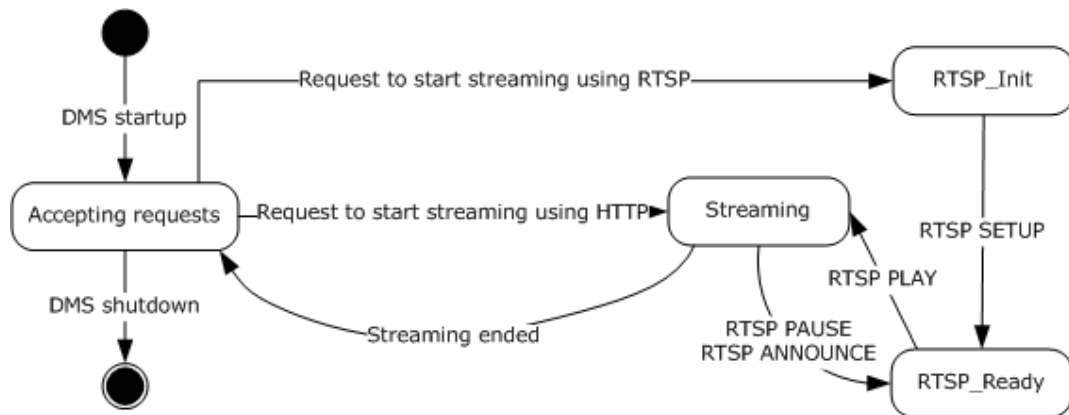 Request to start streaming using RTSP
RTSP_Init
DMS startup
Accepting requests
Request to start streaming using HTTP
Streaming
RTSP SETUP
RTSP PLAY
DMS shutdown
Streaming ended
RTSP PAUSE
RTSP ANNOUNCE
RTSP_Ready